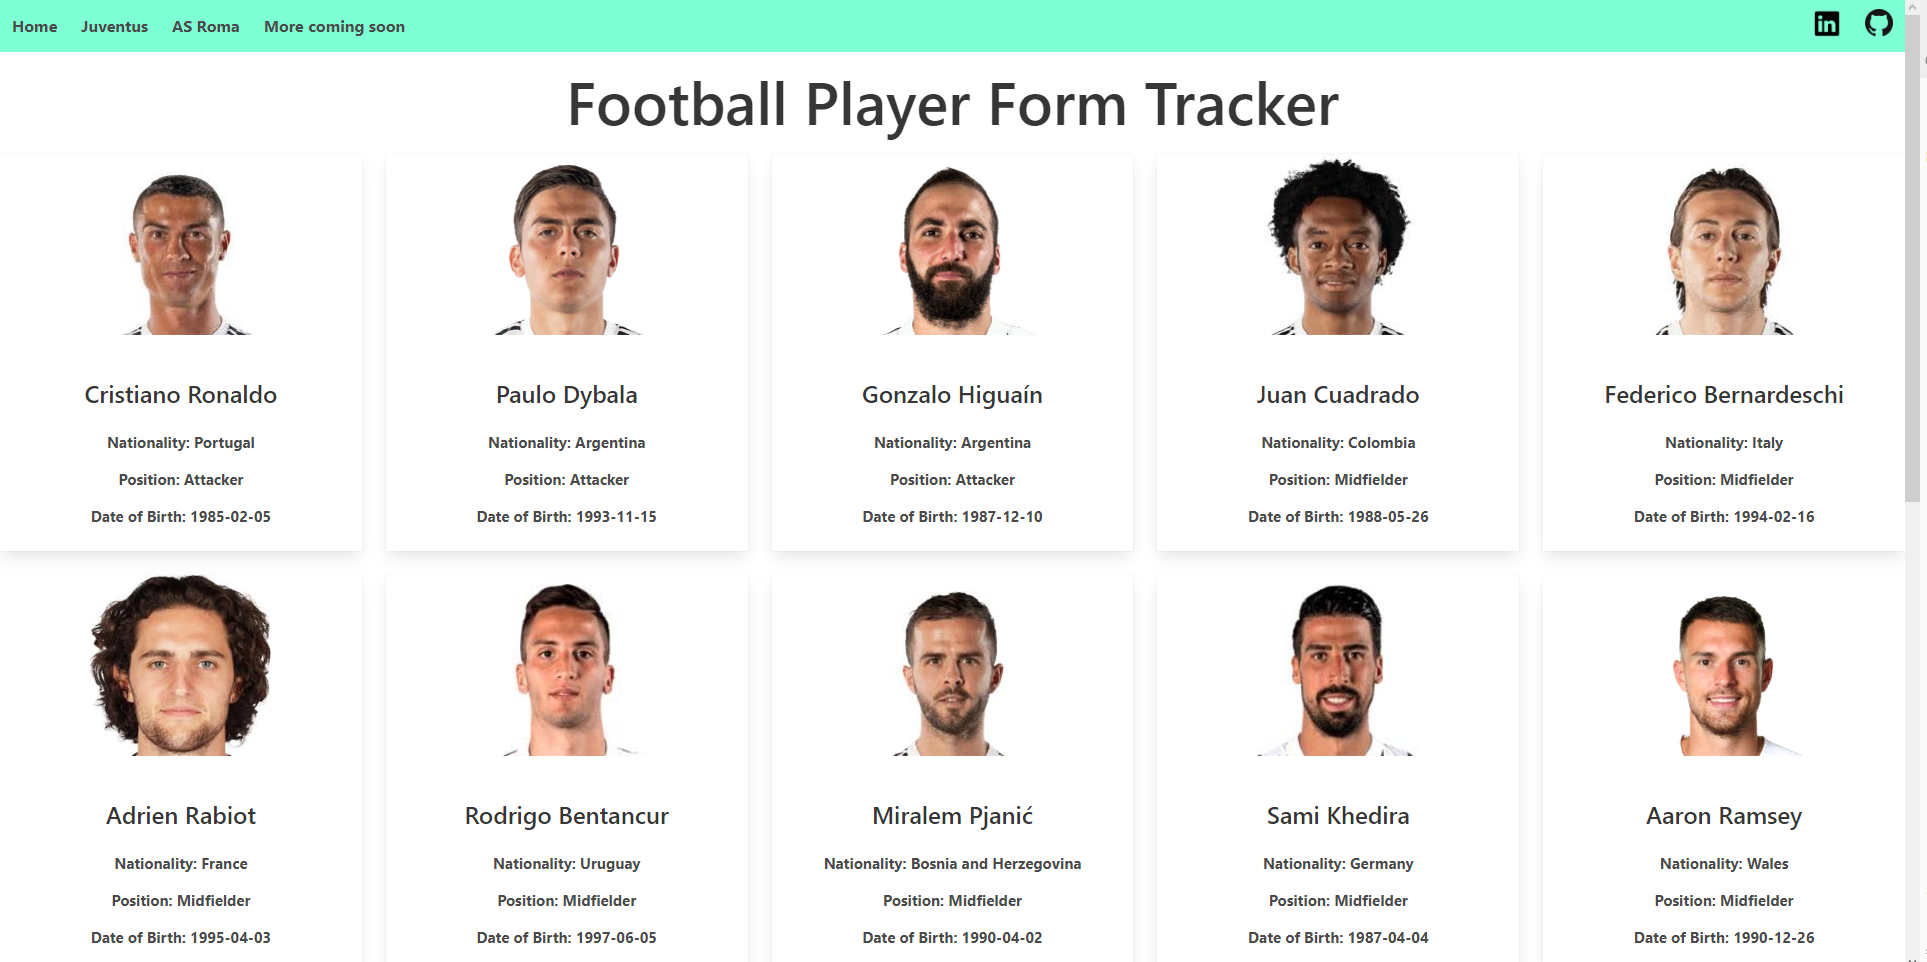 Home Juventus AS Roma More coming soon
Football Player Form Tracker
Cristiano Ronaldo
Nationality: Portugal
Position: Attacker
Date of Birth: 1985-02-05
Paulo Dybala
Nationality: Argentina
Position: Attacker
Date of Birth: 1993-11-15
Gonzalo Higuaín
Nationality: Argentina
Position: Attacker
Date of Birth: 1987-12-10
Juan Cuadrado
Nationality: Colombia
Position: Midfielder
Date of Birth: 1988-05-26
Federico Bernardeschi
Nationality: Italy
Position: Midfielder
Date of Birth: 1994-02-16
Adrien Rabiot
Nationality: France
Position: Midfielder
Date of Birth: 1995-04-03
Rodrigo Bentancur
Nationality: Uruguay
Position: Midfielder
Date of Birth: 1997-06-05
Miralem Pjanić
Nationality: Bosnia and Herzegovina
Position: Midfielder
Date of Birth: 1990-04-02
Sami Khedira
Nationality: Germany
Position: Midfielder
Date of Birth: 1987-04-04
Aaron Ramsey
Nationality: Wales
Position: Midfielder
Date of Birth: 1990-12-26